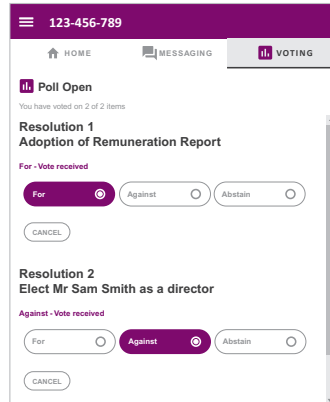 123-456-789
HOME
MESSAGING
VOTING
Poll Open
You have voted on 2 of 2 items
Resolution 1
Adoption of Remuneration Report
For - Vote received
For
Against
Abstain
CANCEL
Resolution 2
Elect Mr Sam Smith as a director
Against - Vote received
For
Against
Abstain
CANCEL